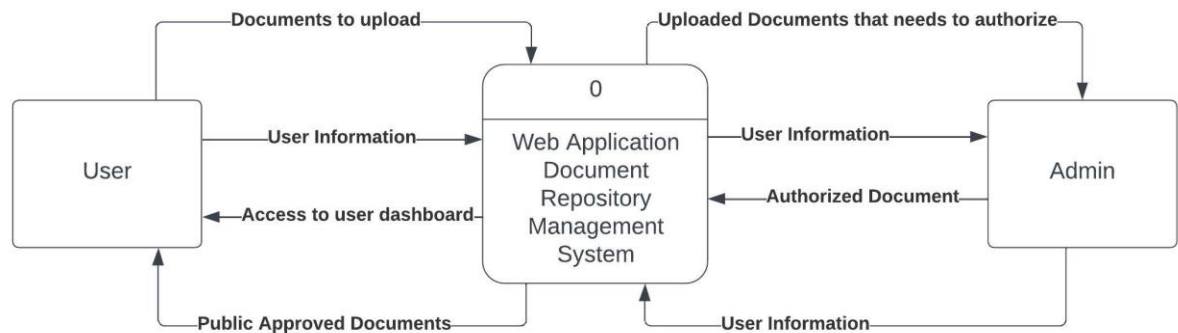 Documents to upload
Uploaded Documents that needs to authorize
0
User Information
User Information
Web Application
Document
Repository
Management
System
User
Admin
Access to user dashboard
Authorized Document
Public Approved Documents
User Information